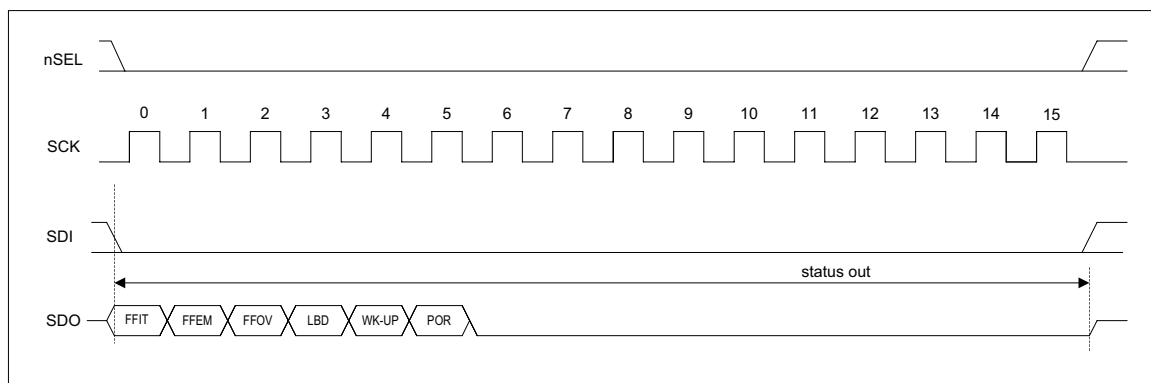 nSEL
0 1 2 3 4 5 6 7 8 9 10 11 12 13 14 15
SCK
SDI
status out
SDO FFIT FFEM FFOV LBD WK-UP POR